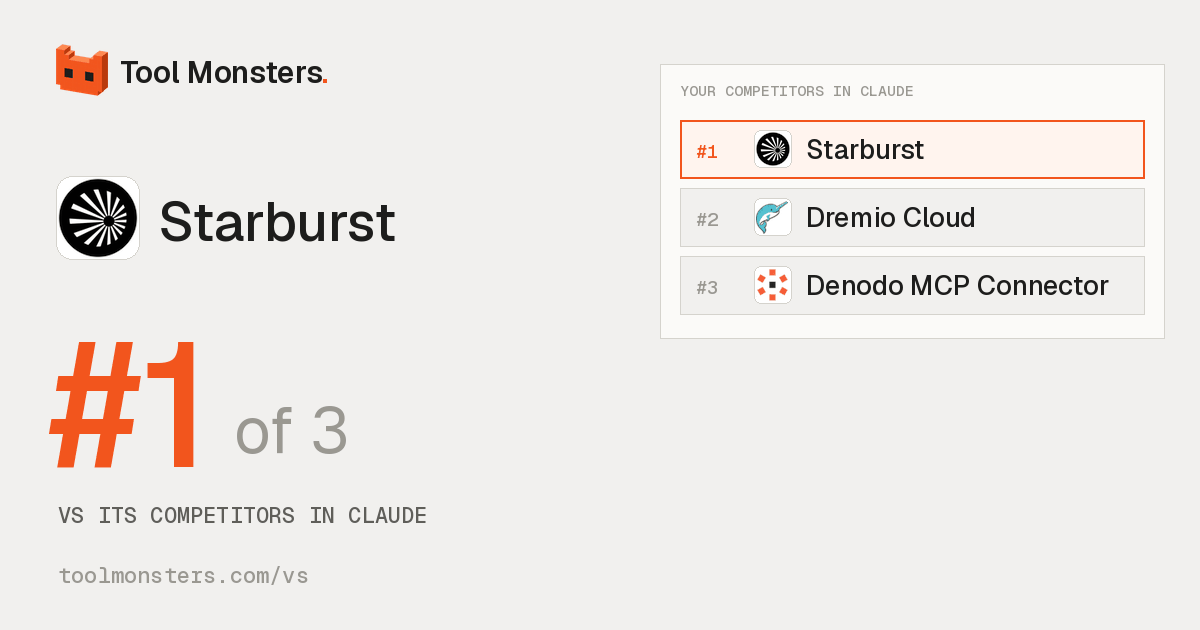 Tool Monsters.
Starburst
#1 of 3
VS ITS COMPETITORS IN CLAUDE
toolmonsters.com/vs
YOUR COMPETITORS IN CLAUDE
#1 Starburst
#2 Dremio Cloud
#3 Denodo MCP Connector